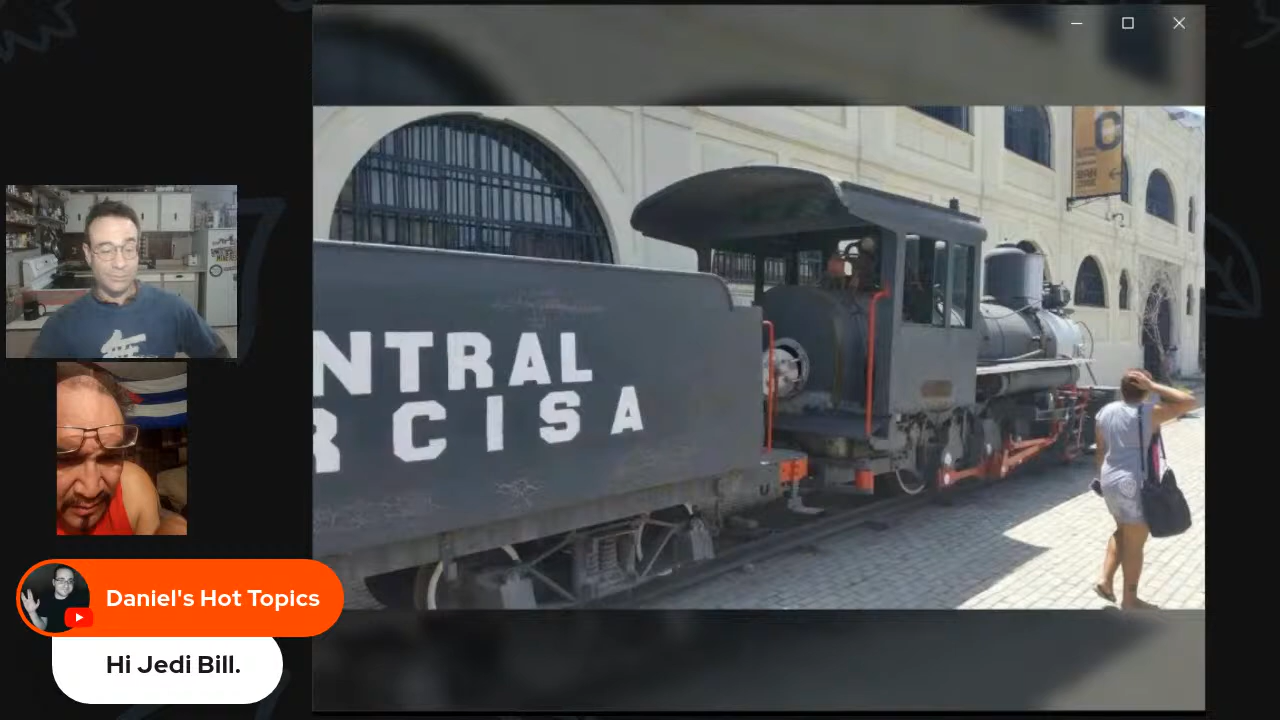 NTRAL
RCISA
C
Daniel's Hot Topics
Hi Jedi Bill.